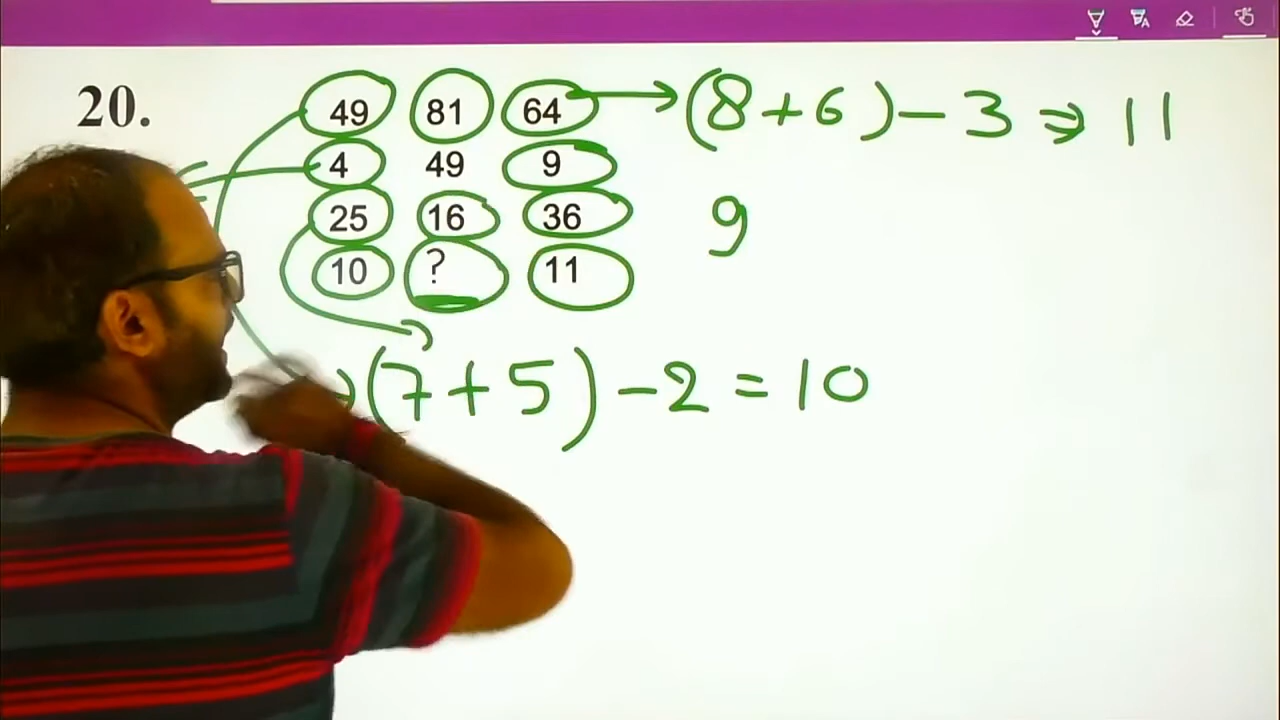 20.
49 81 64 → (8+6)-3 ⇒ 11
4 49 9
25 16 36 9
10 ? 11
(7+5)-2=10